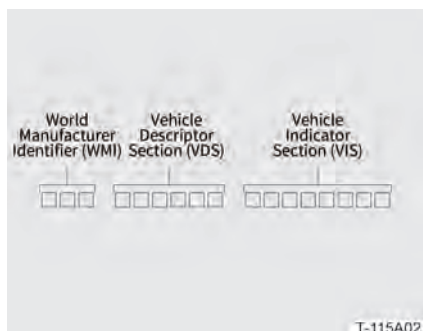 World
Manufacturer
Identifier (WMI)
Vehicle
Descriptor
Section (VDS)
Vehicle
Indicator
Section (VIS)
T-115A02